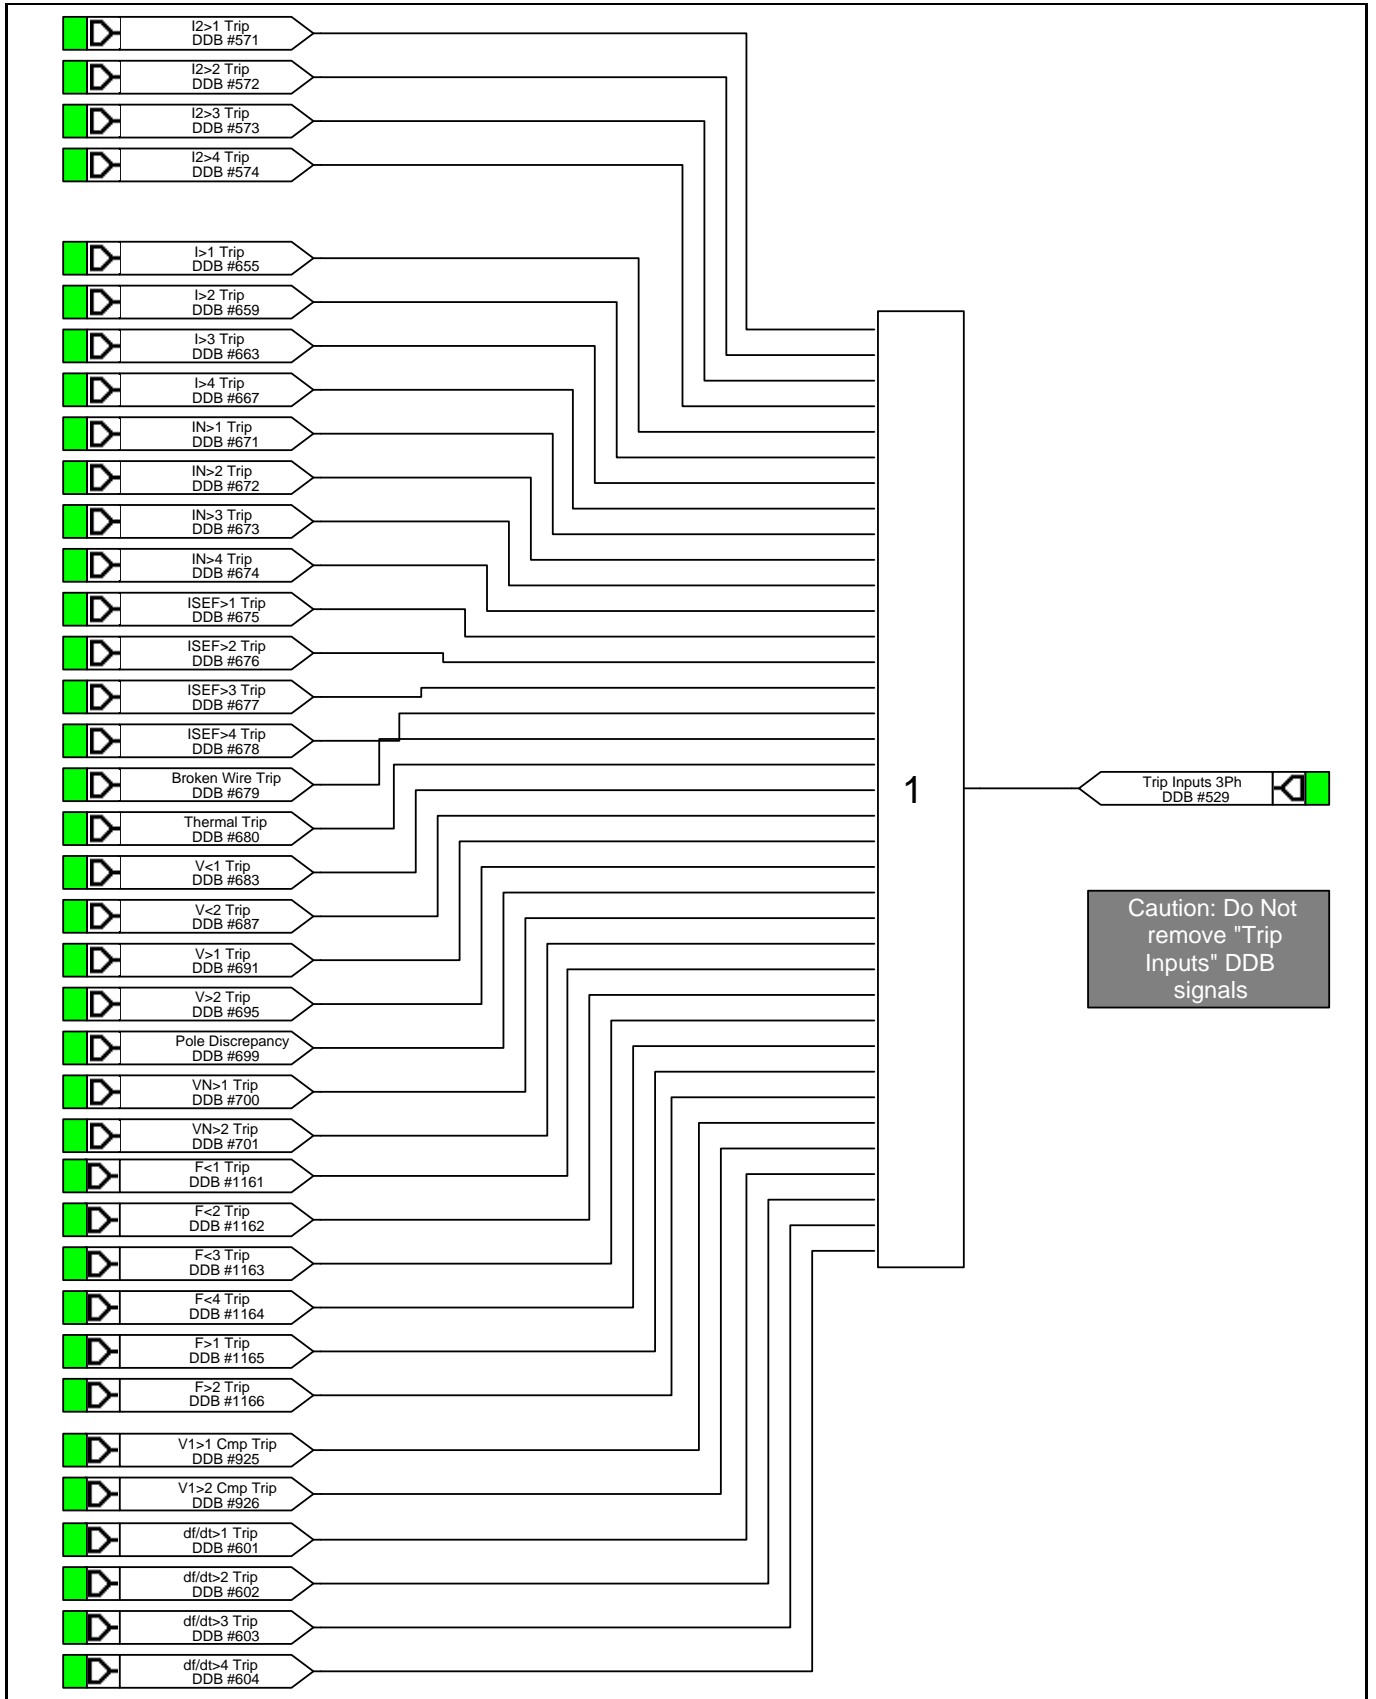 I2>1 Trip
DDB #571
I2>2 Trip
DDB #572
I2>3 Trip
DDB #573
I2>4 Trip
DDB #574
I>1 Trip
DDB #655
I>2 Trip
DDB #659
I>3 Trip
DDB #663
I>4 Trip
DDB #667
IN>1 Trip
DDB #671
IN>2 Trip
DDB #672
IN>3 Trip
DDB #673
IN>4 Trip
DDB #674
ISEF>1 Trip
DDB #675
ISEF>2 Trip
DDB #676
ISEF>3 Trip
DDB #677
ISEF>4 Trip
DDB #678
Broken Wire Trip
DDB #679
Thermal Trip
DDB #680
V<1 Trip
DDB #683
V<2 Trip
DDB #687
V>1 Trip
DDB #691
V>2 Trip
DDB #695
Pole Discrepancy
DDB #699
VN>1 Trip
DDB #700
VN>2 Trip
DDB #701
F<1 Trip
DDB #1161
F<2 Trip
DDB #1162
F<3 Trip
DDB #1163
F<4 Trip
DDB #1164
F>1 Trip
DDB #1165
F>2 Trip
DDB #1166
V1>1 Cmp Trip
DDB #925
V1>2 Cmp Trip
DDB #926
df/dt>1 Trip
DDB #601
df/dt>2 Trip
DDB #602
df/dt>3 Trip
DDB #603
df/dt>4 Trip
DDB #604
1
Trip Inputs 3Ph
DDB #529
Caution: Do Not
remove "Trip
Inputs" DDB
signals